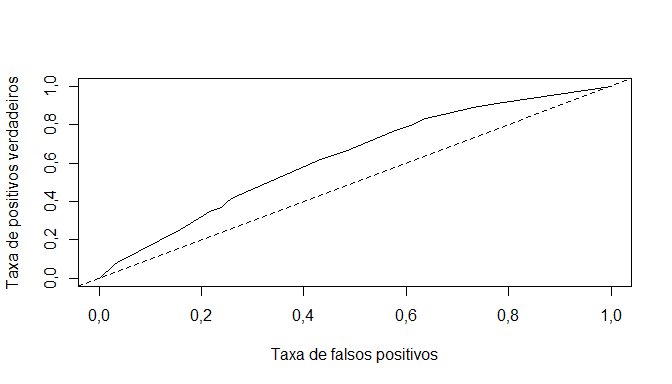 Taxa de positivos verdadeiros
1,0
0,8
0,6
0,4
0,2
0,0
0,0 0,2 0,4 0,6 0,8 1,0
Taxa de falsos positivos